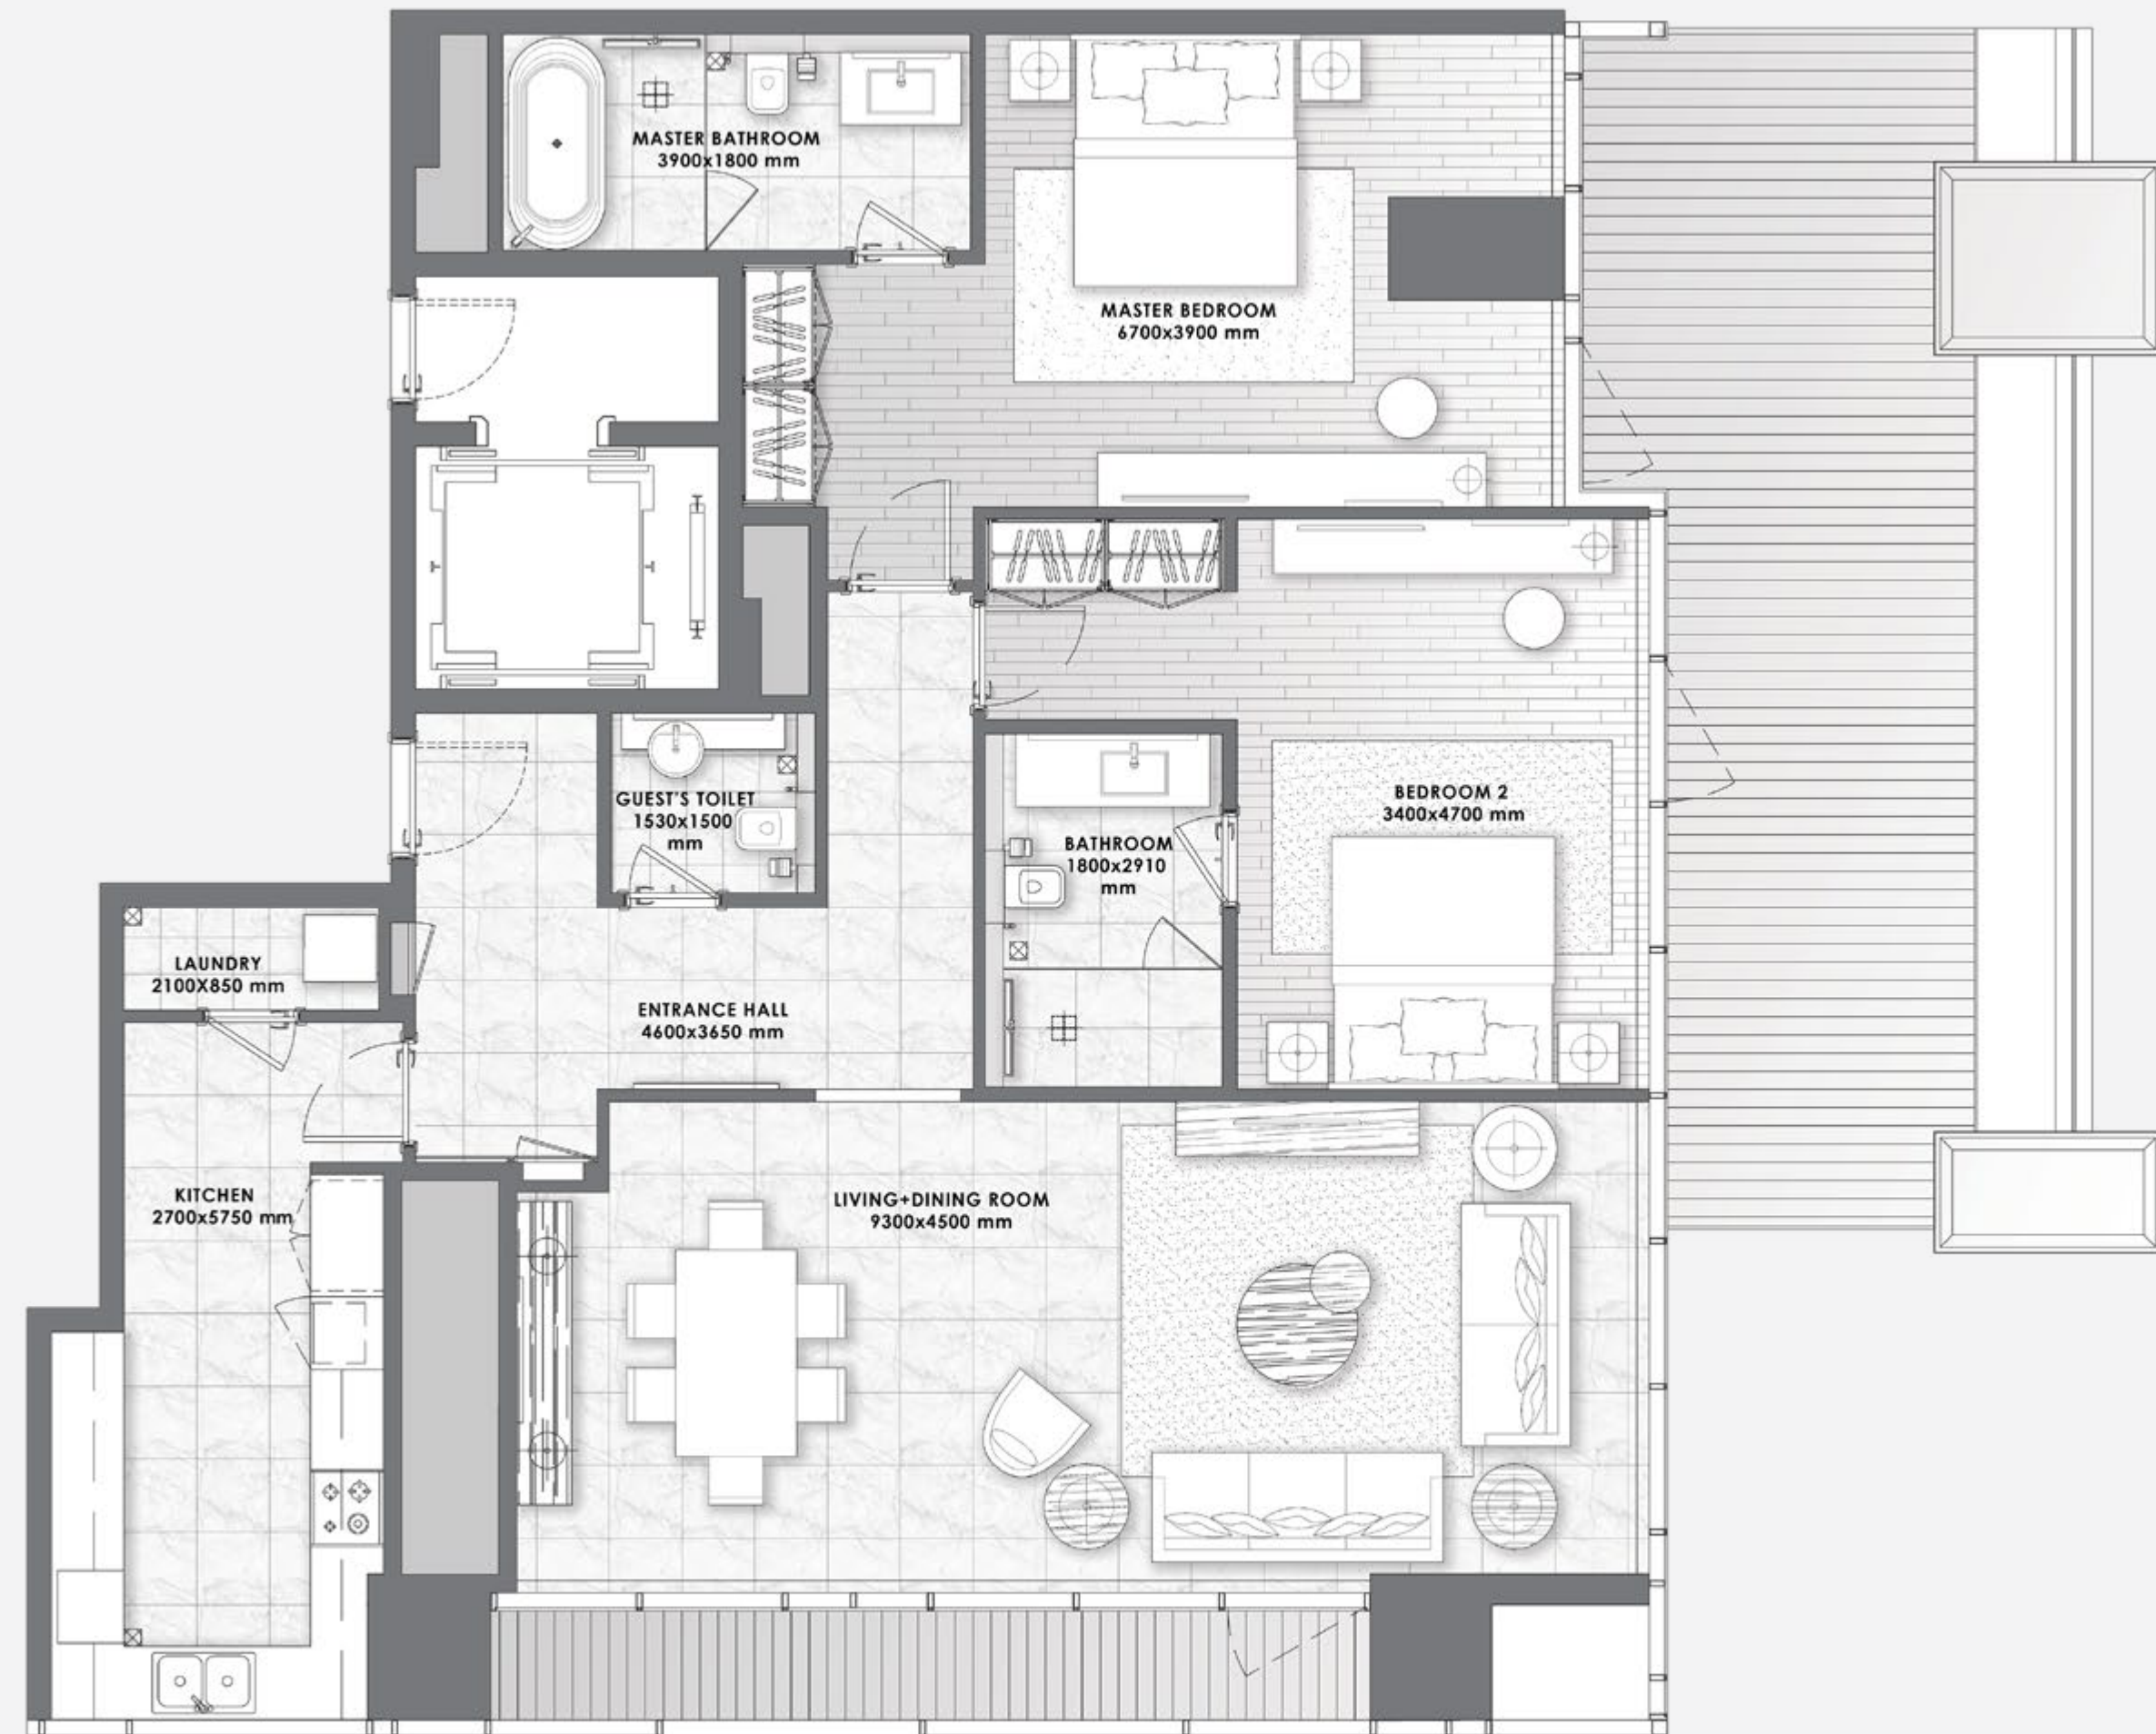 MASTER BATHROOM
3900x1800 mm
MASTER BEDROOM
6700x3900 mm
GUEST'S TOILET
1530x1500
mm
BEDROOM 2
3400x4700 mm
BATHROOM
1800x2910
mm
LAUNDRY
2100X850 mm
ENTRANCE HALL
4600x3650 mm
KITCHEN
2700x5750 mm
LIVING+DINING ROOM
9300x4500 mm